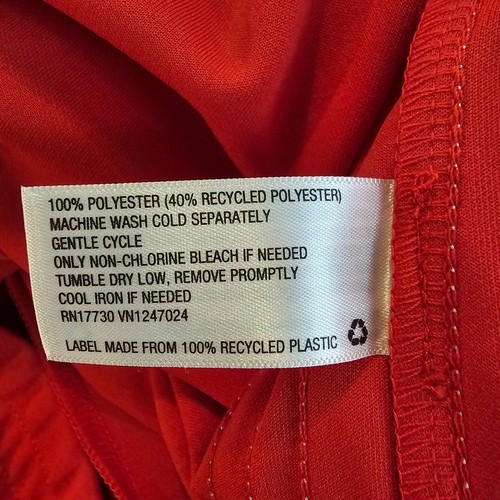 100% POLYESTER (40% RECYCLED POLYESTER)
MACHINE WASH COLD SEPARATELY
GENTLE CYCLE
ONLY NON-CHLORINE BLEACH IF NEEDED
TUMBLE DRY LOW, REMOVE PROMPTLY
COOL IRON IF NEEDED
RN17730 VN1247024
LABEL MADE FROM 100% RECYCLED PLASTIC